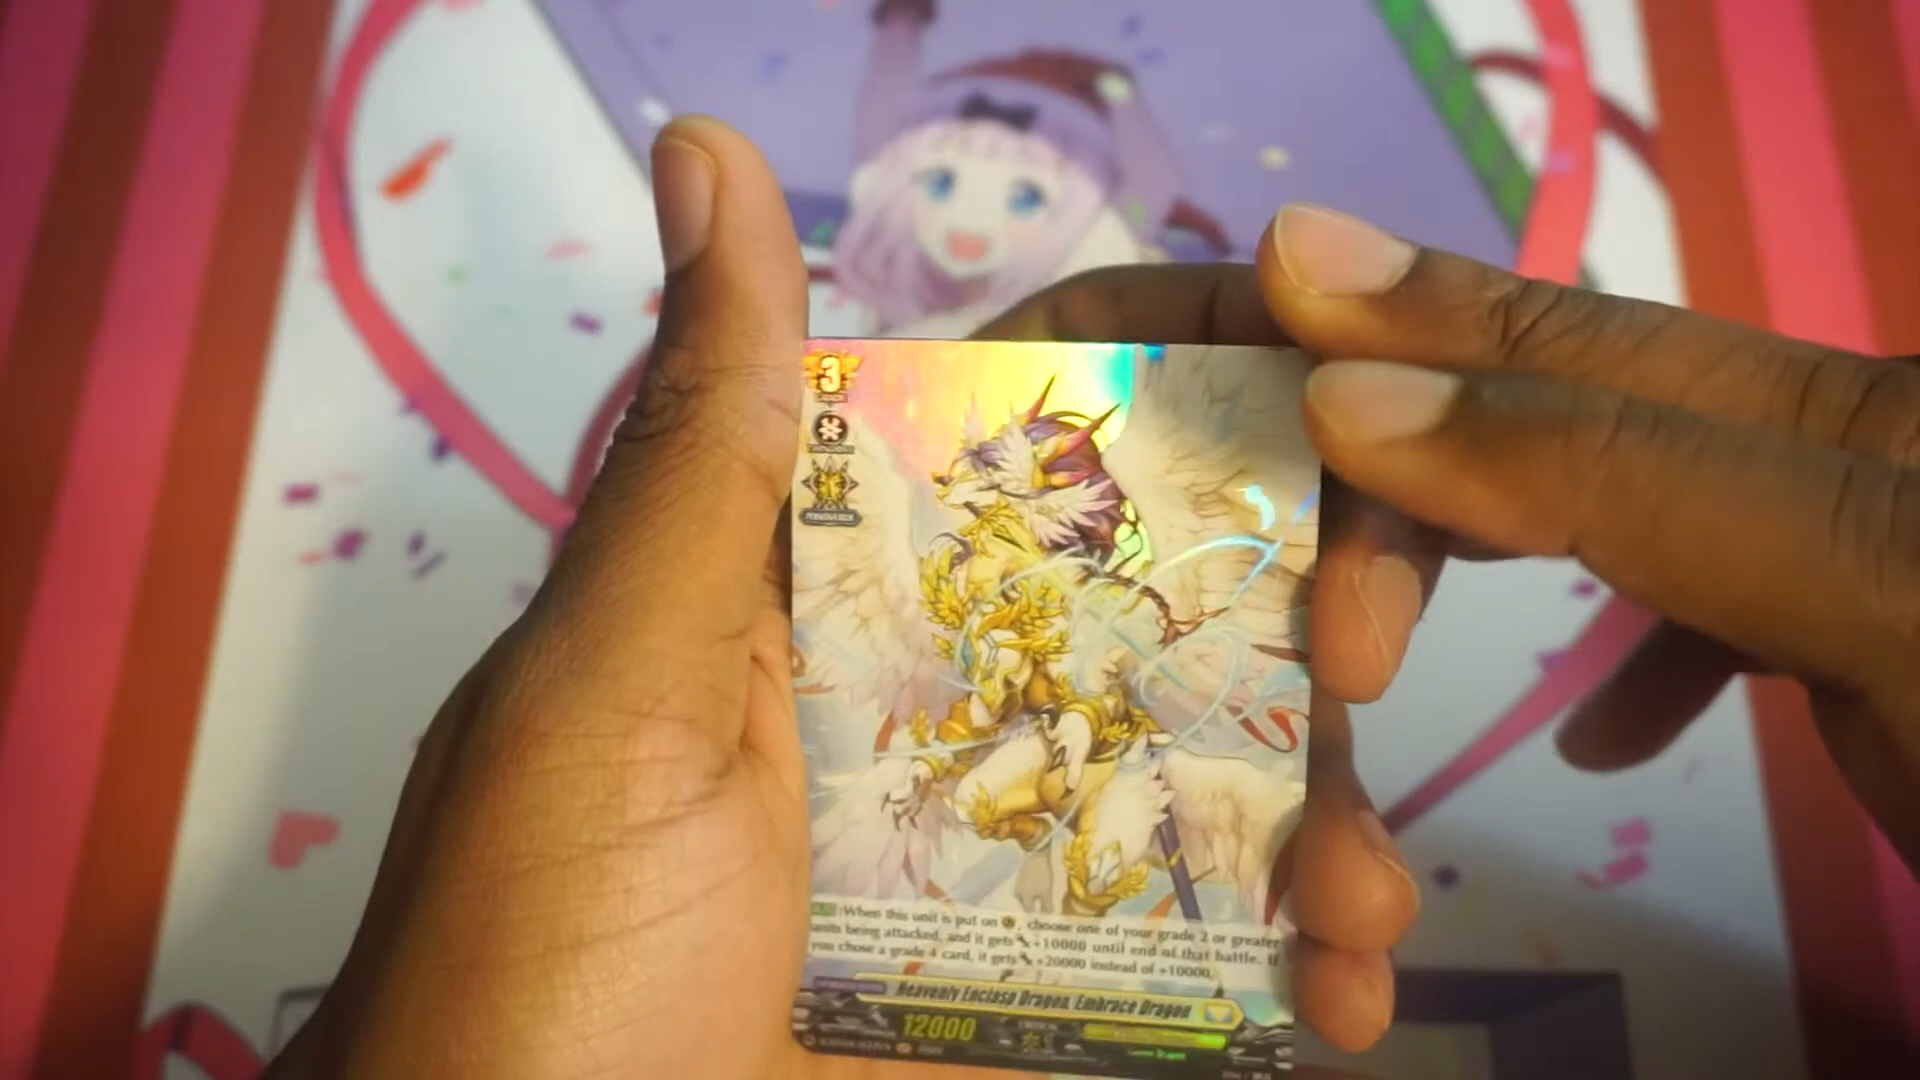 3
PERSONA RIDE
:When this unit is put on , choose one of your grade 2 or greater
units being attacked, and it gets +10000 until end of that battle. If
you chose a grade 4 card, it gets +20000 instead of +10000.
Heavenly Enclasp Dragon, Embrace Dragon
12000